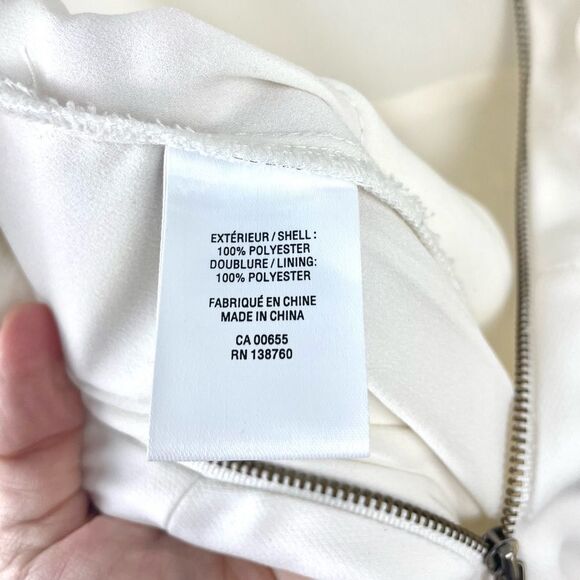 EXTÉRIEUR / SHELL :
100% POLYESTER
DOUBLURE / LINING:
100% POLYESTER
FABRIQUÉ EN CHINE
MADE IN CHINA
CA 00655
RN 138760